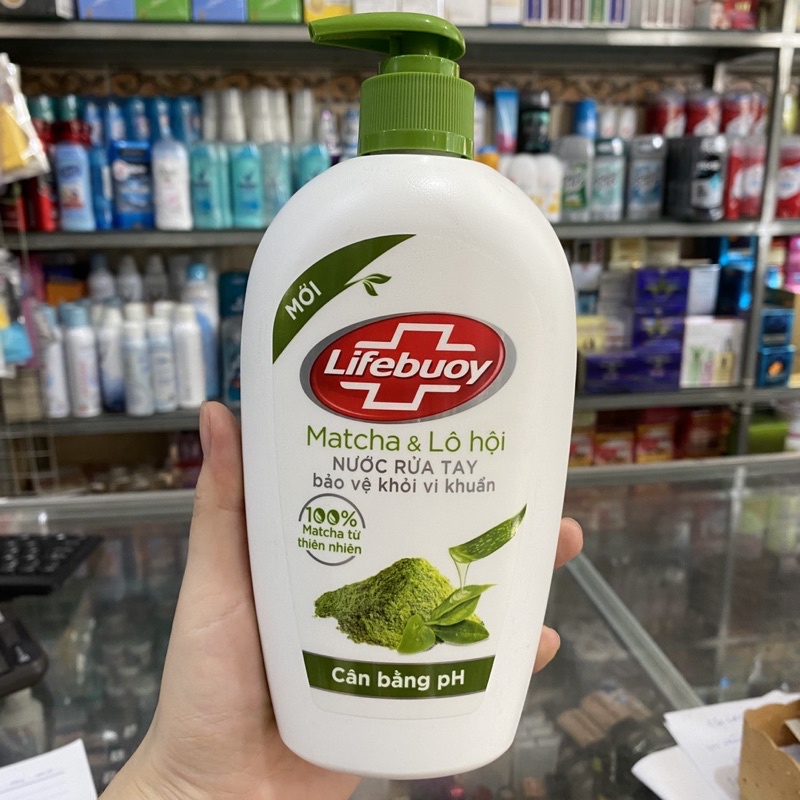 MỚI
Lifebuoy
Matcha & Lô hội
NƯỚC RỬA TAY
bảo vệ khỏi vi khuẩn
100%
Matcha từ
thiên nhiên
Cân bằng pH